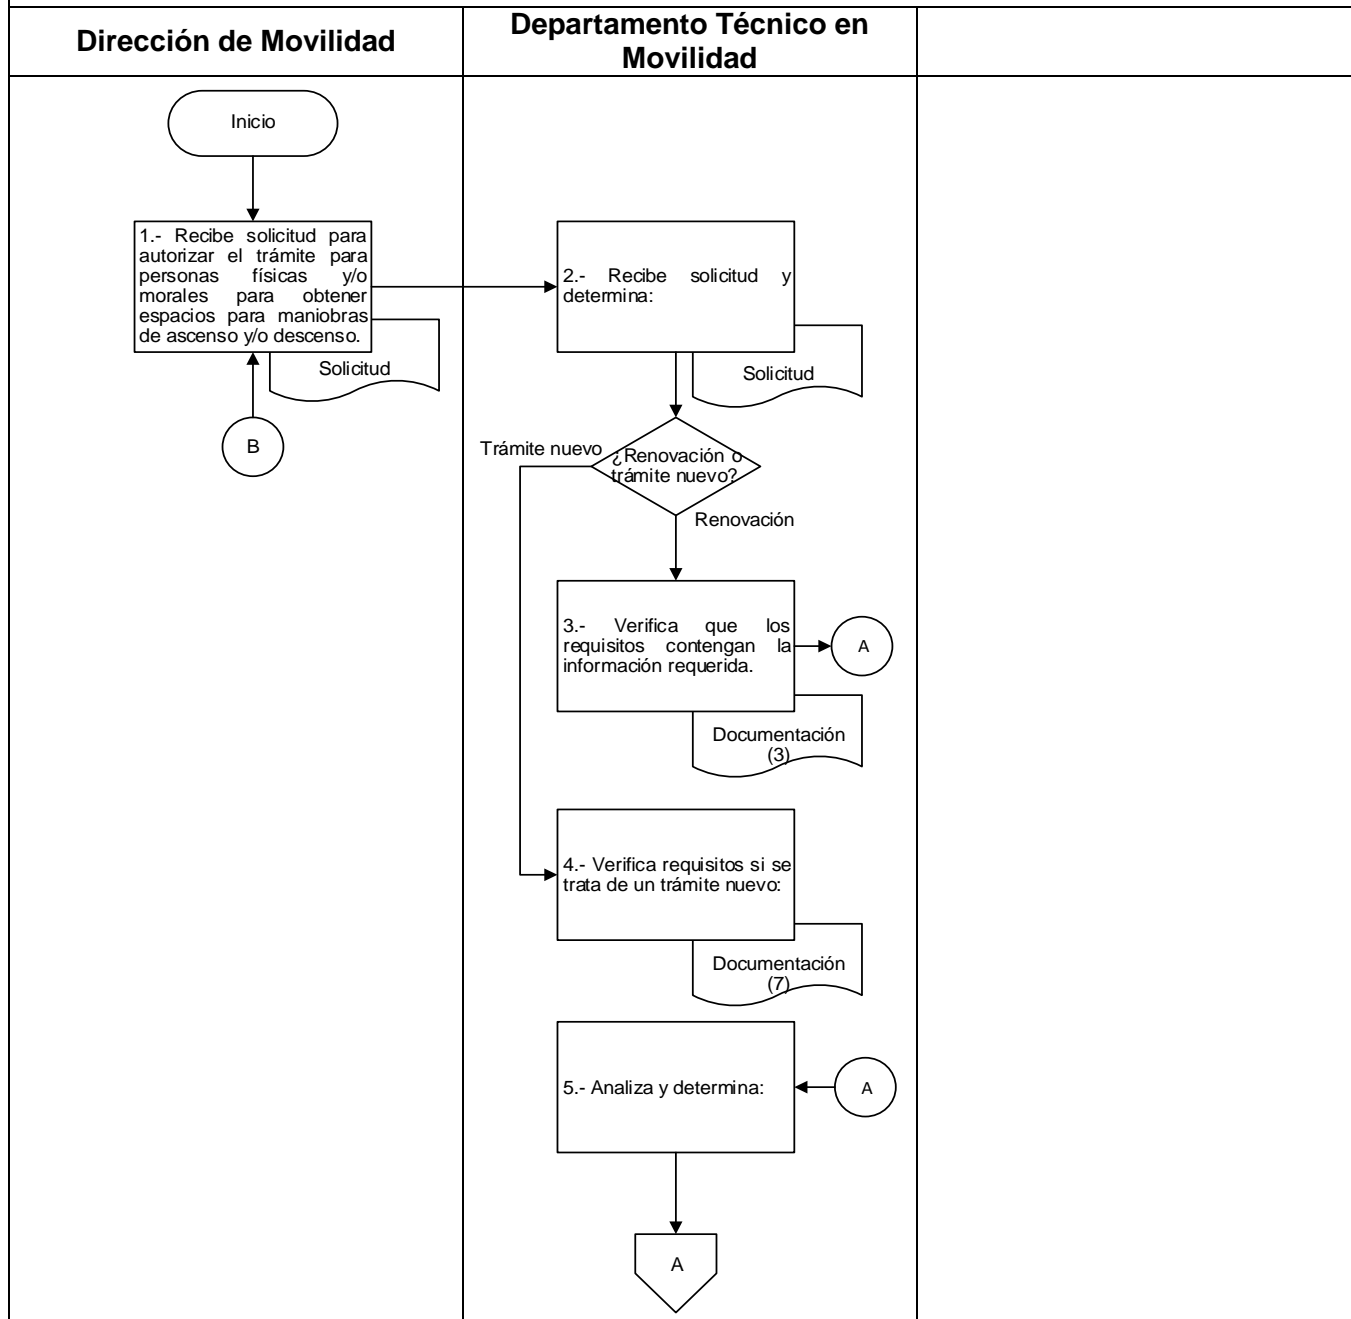 Dirección de Movilidad
Departamento Técnico en
Movilidad
Inicio
1.- Recibe solicitud para
autorizar el trámite para
personas físicas y/o
morales para obtener
espacios para maniobras
de ascenso y/o descenso.
Solicitud
B
2.- Recibe solicitud y
determina:
Solicitud
Trámite nuevo
¿Renovación o
trámite nuevo?
Renovación
3.- Verifica que los
requisitos contengan la
información requerida.
A
Documentación
(3)
4.- Verifica requisitos si se
trata de un trámite nuevo:
Documentación
(7)
5.- Analiza y determina:
A
A